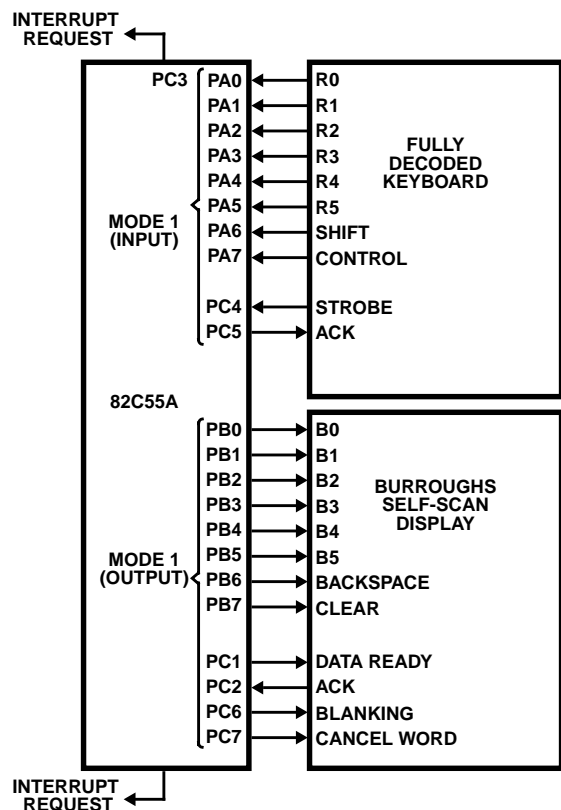 INTERRUPT
REQUEST
PC3 PA0 R0
PA1 R1
PA2 R2
PA3 R3
PA4 R4
PA5 R5
PA6 SHIFT
PA7 CONTROL
MODE 1
(INPUT)
FULLY
DECODED
KEYBOARD
PC4 STROBE
PC5 ACK
82C55A
PB0 B0
PB1 B1
PB2 B2
PB3 B3
PB4 B4
PB5 B5
PB6 BACKSPACE
PB7 CLEAR
MODE 1
(OUTPUT)
BURROUGHS
SELF-SCAN
DISPLAY
PC1 DATA READY
PC2 ACK
PC6 BLANKING
PC7 CANCEL WORD
INTERRUPT
REQUEST